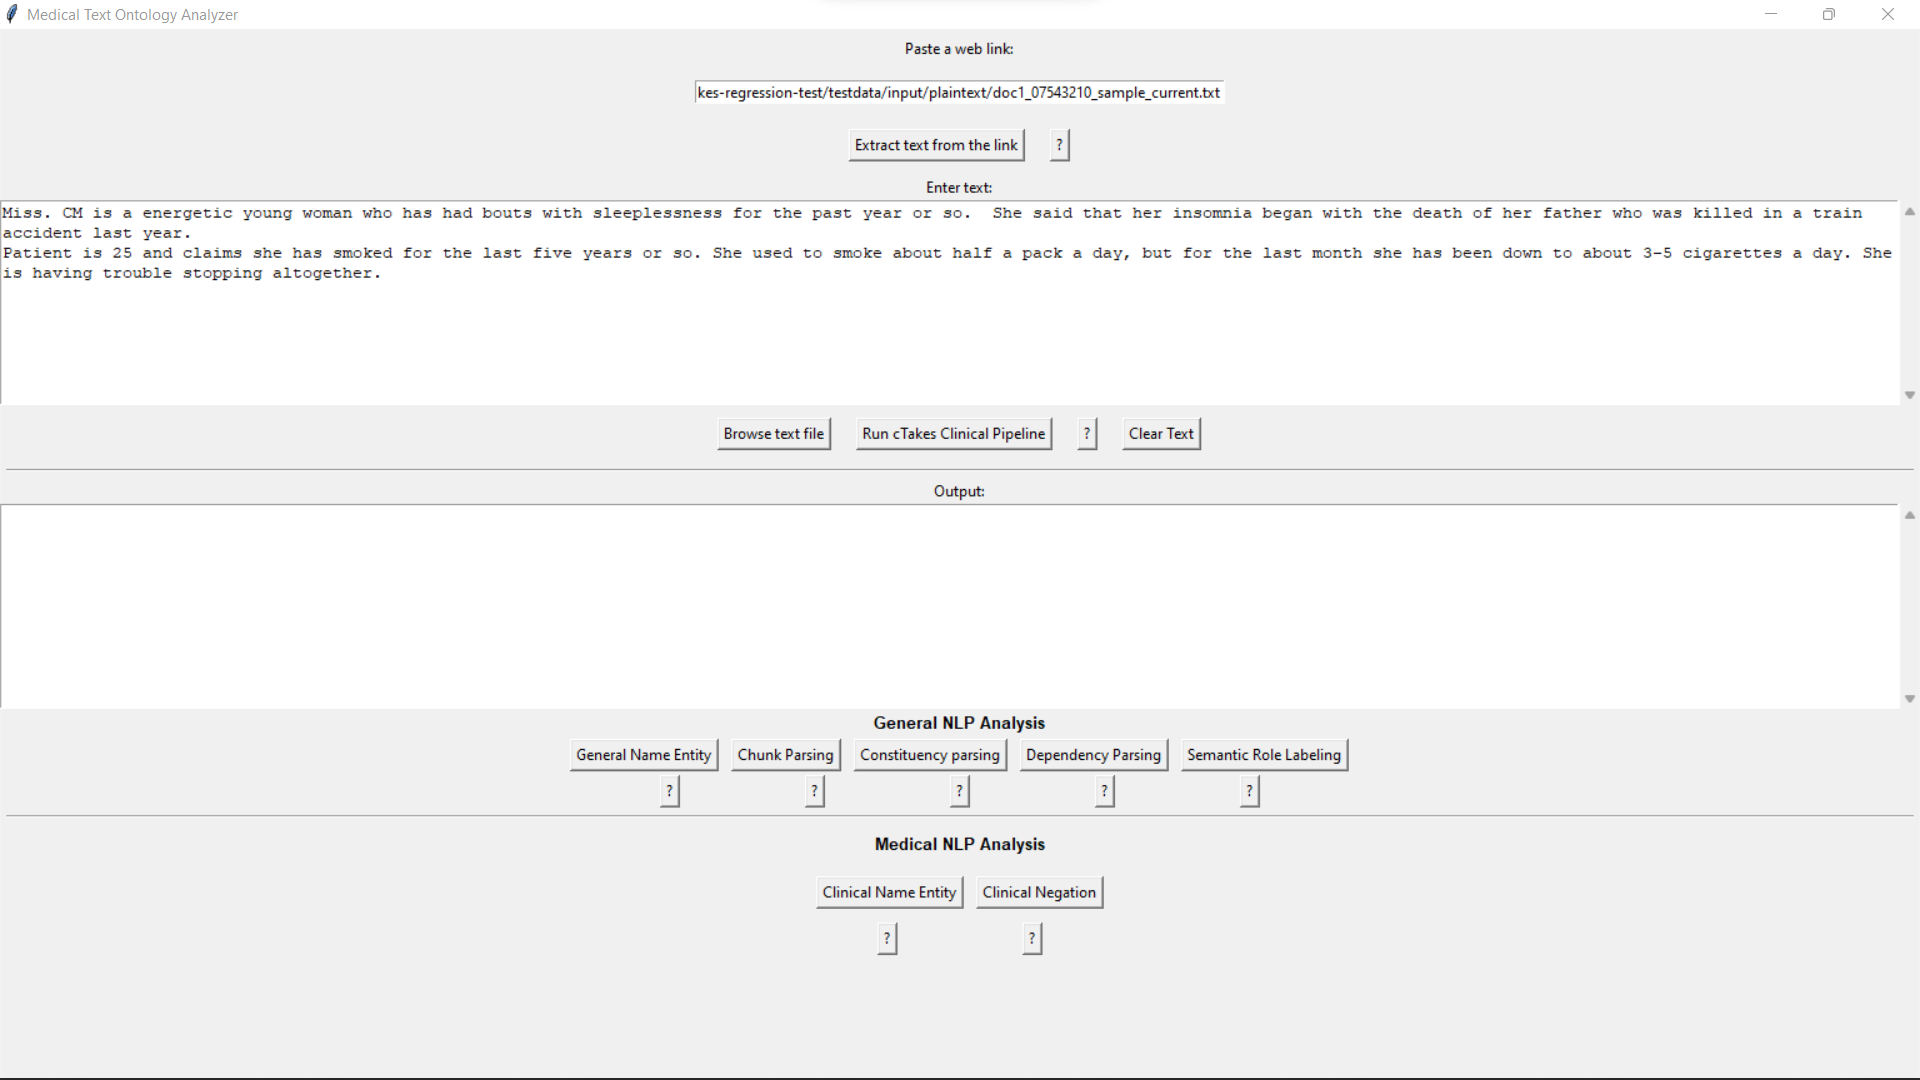 Medical Text Ontology Analyzer
Paste a web link:
kes-regression-test/testdata/input/plaintext/doc1_07543210_sample_current.txt
Extract text from the link ?
Enter text:
Miss. CM is a energetic young woman who has had bouts with sleeplessness for the past year or so.  She said that her insomnia began with the death of her father who was killed in a train
accident last year.
Patient is 25 and claims she has smoked for the last five years or so. She used to smoke about half a pack a day, but for the last month she has been down to about 3-5 cigarettes a day. She
is having trouble stopping altogether.
Browse text file Run cTakes Clinical Pipeline ? Clear Text
Output:
General NLP Analysis
General Name Entity Chunk Parsing Constituency parsing Dependency Parsing Semantic Role Labeling
? ? ? ? ?
Medical NLP Analysis
Clinical Name Entity Clinical Negation
? ?